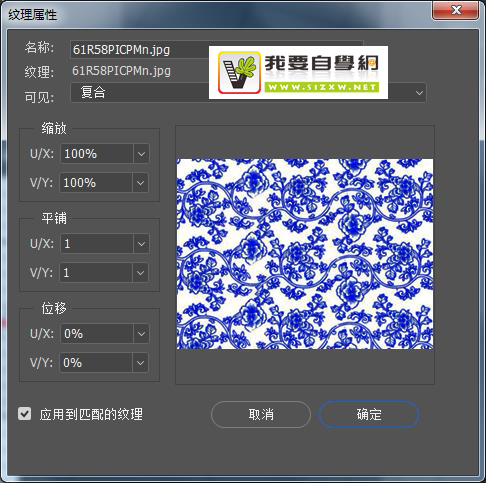 纹理属性
名称: 61R58PICPMn.jpg
纹理: 61R58PICPMn.jpg
可见: 复合
我要自學網
WWW.51ZXW.NET
缩放
U/X: 100%
V/Y: 100%
平铺
U/X: 1
V/Y: 1
位移
U/X: 0%
V/Y: 0%
应用到匹配的纹理
取消
确定